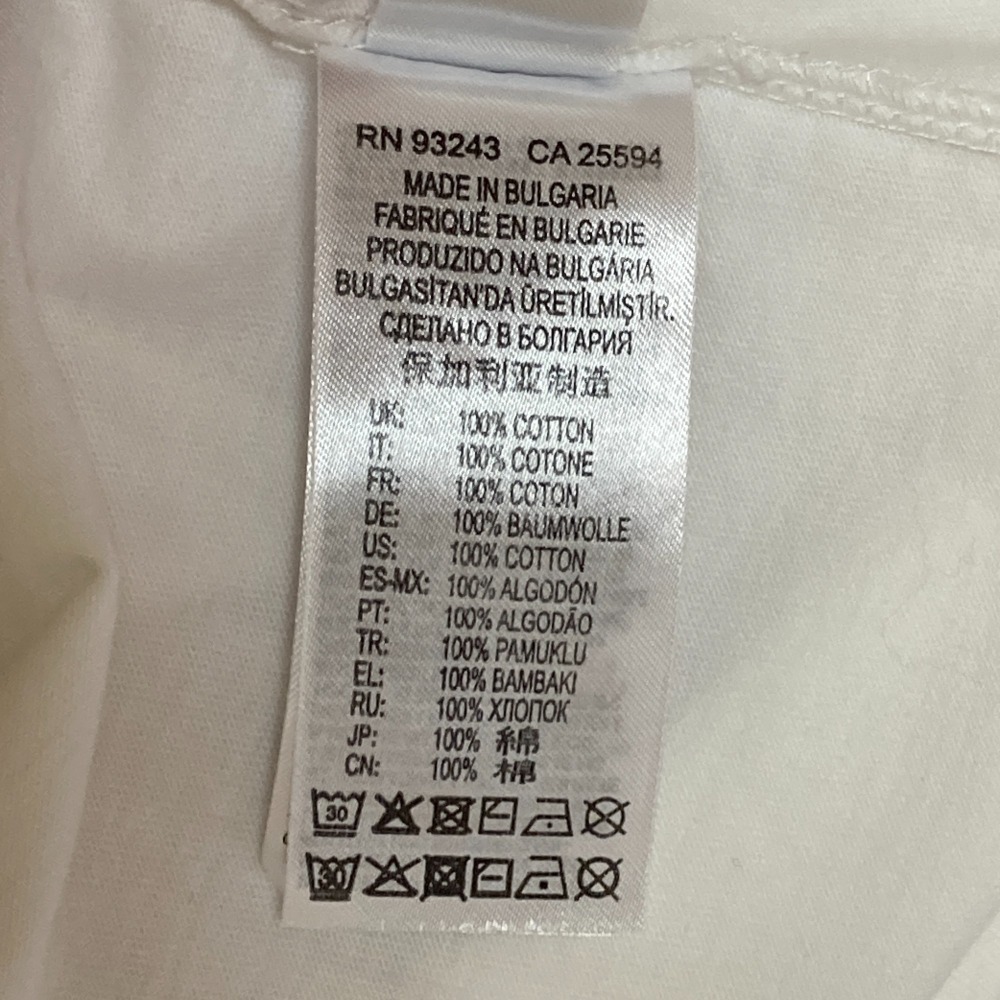 RN 93243 CA 25594
MADE IN BULGARIA
FABRIQUÉ EN BULGARIE
PRODUZIDO NA BULGÁRIA
BULGASİTAN'DA ÜRETİLMİŞTİR.
СДЕЛАНО В БОЛГАРИЯ
保加利亚制造
UK: 100% COTTON
IT: 100% COTONE
FR: 100% COTON
DE: 100% BAUMWOLLE
US: 100% COTTON
ES-MX: 100% ALGODÓN
PT: 100% ALGODÃO
TR: 100% PAMUKLU
EL: 100% BAMBAKI
RU: 100% ХЛОПОК
JP: 100% 綿
CN: 100% 棉
30
30